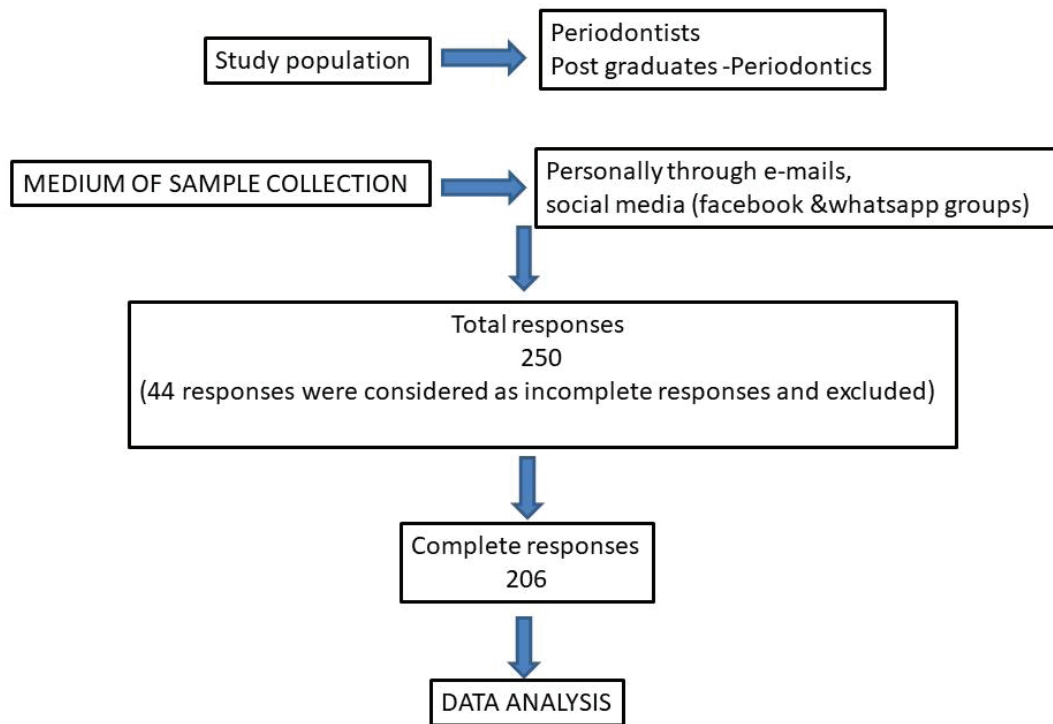 Study population
Periodontists
Post graduates -Periodontics
MEDIUM OF SAMPLE COLLECTION
Personally through e-mails,
social media (facebook &whatsapp groups)
Total responses
250
(44 responses were considered as incomplete responses and excluded)
Complete responses
206
DATA ANALYSIS